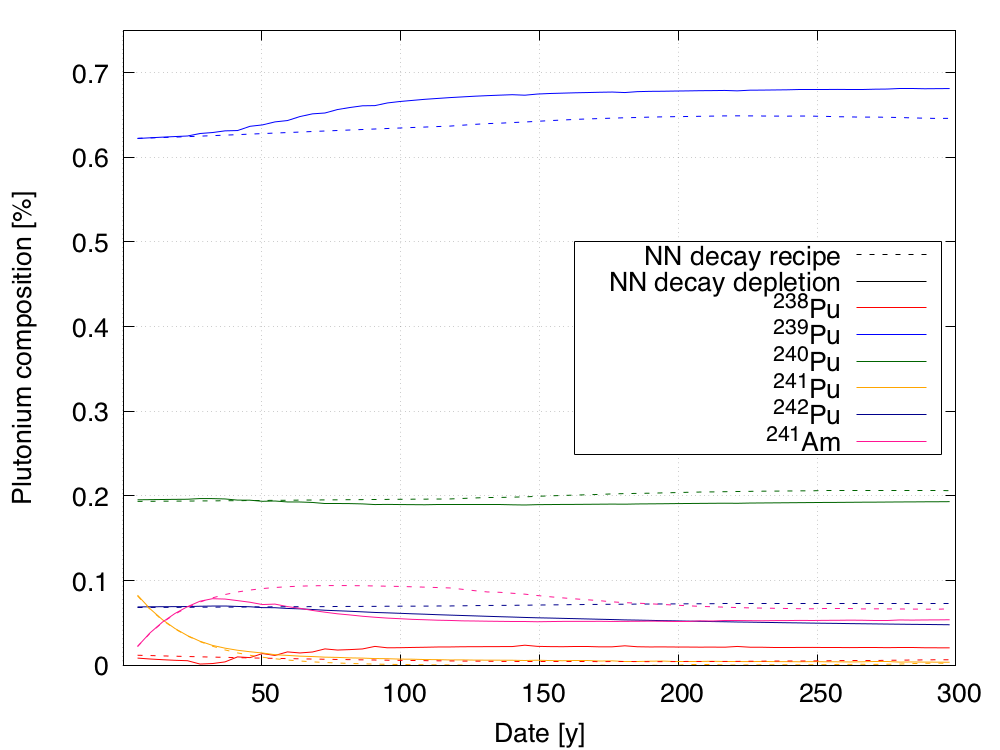 0.7
0.6
0.5
0.4
0.3
0.2
0.1
0
Plutonium composition [%]
NN decay recipe
NN decay depletion
²³⁸Pu
²³⁹Pu
²⁴⁰Pu
²⁴¹Pu
²⁴²Pu
²⁴¹Am
50 100 150 200 250 300
Date [y]